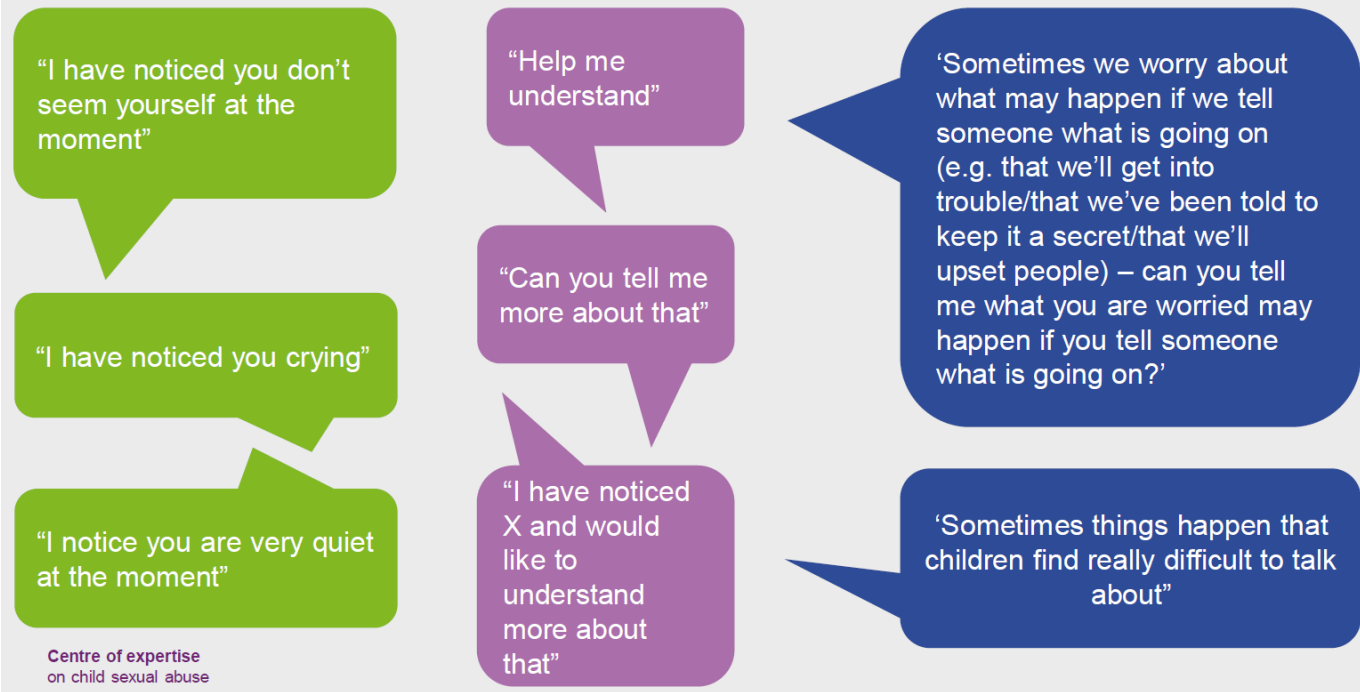 “I have noticed you don’t
seem yourself at the
moment”
“I have noticed you crying”
“I notice you are very quiet
at the moment”
“Help me
understand”
“Can you tell me
more about that”
“I have noticed
X and would
like to
understand
more about
that”
‘Sometimes we worry about
what may happen if we tell
someone what is going on
(e.g. that we’ll get into
trouble/that we’ve been told to
keep it a secret/that we’ll
upset people) – can you tell
me what you are worried may
happen if you tell someone
what is going on?’
‘Sometimes things happen that
children find really difficult to talk
about”
Centre of expertise
on child sexual abuse